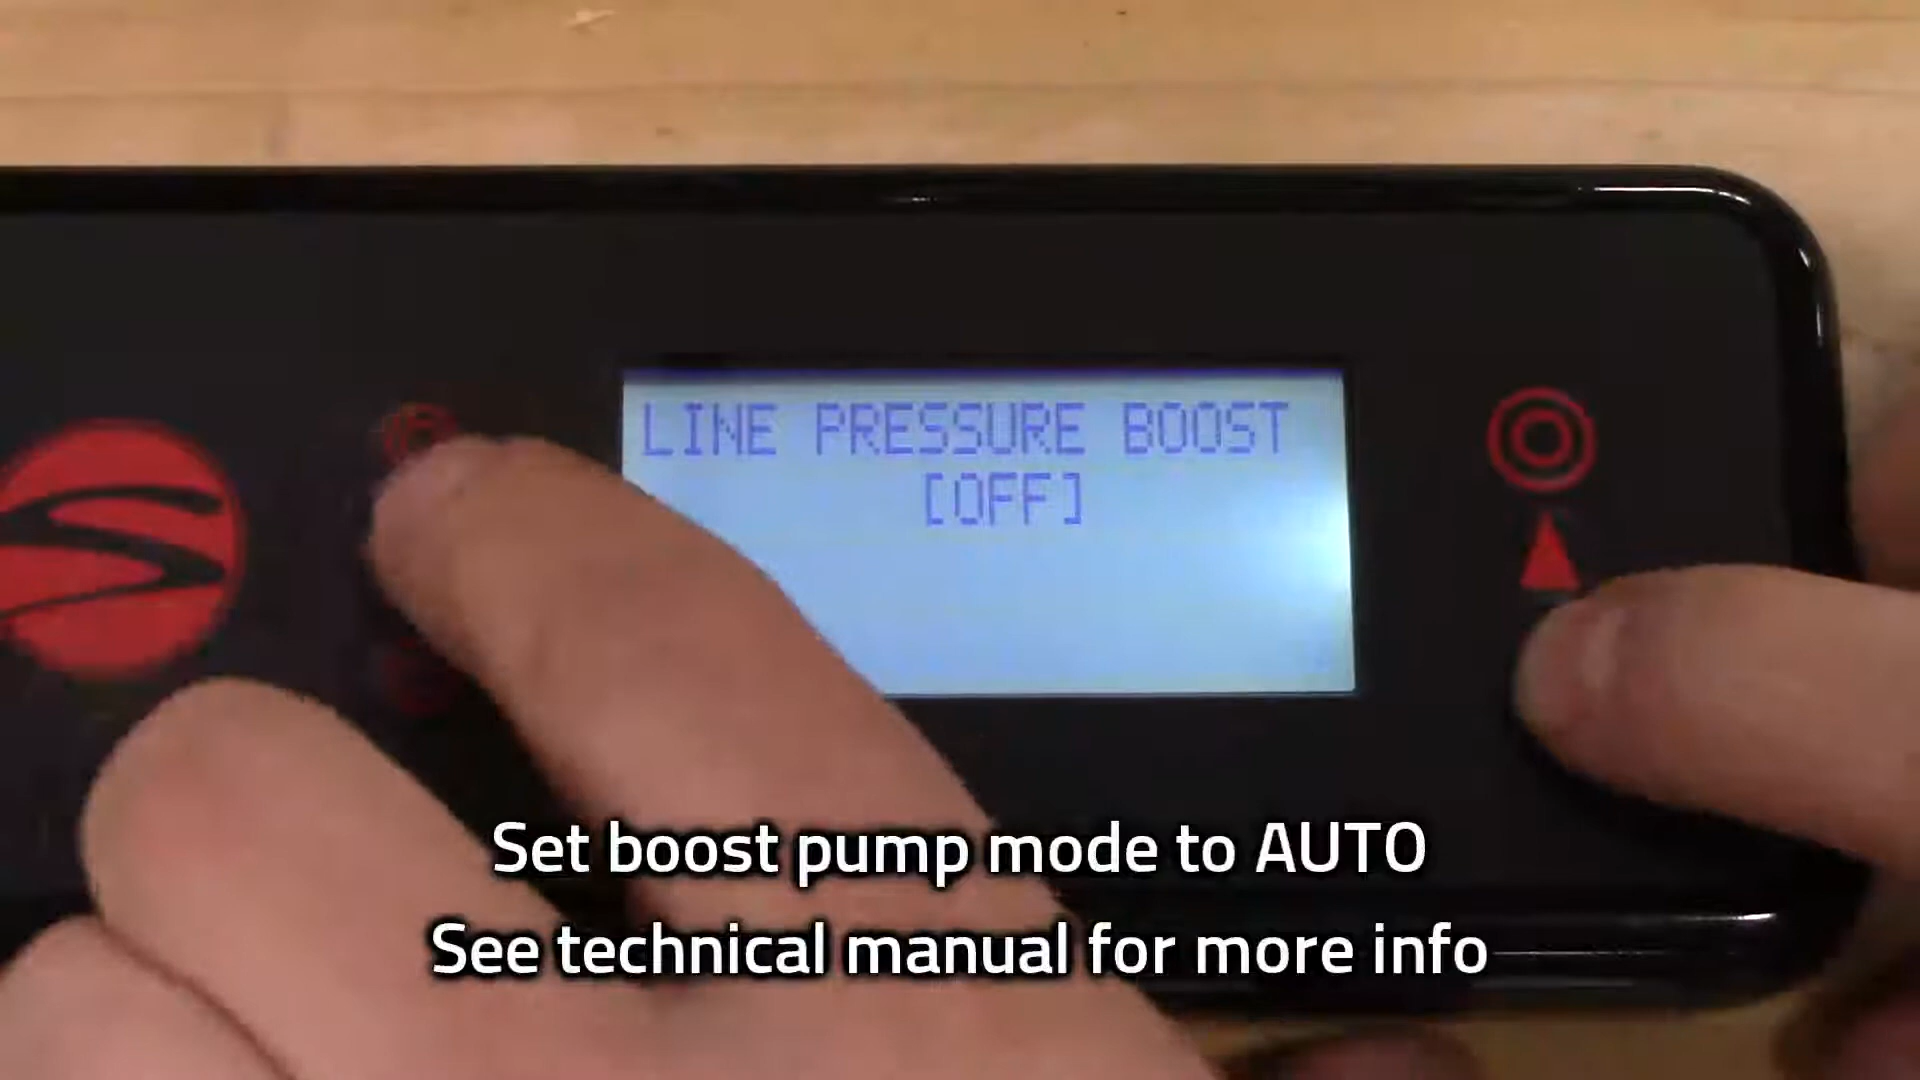 LINE PRESSURE BOOST
[OFF]
Set boost pump mode to AUTO
See technical manual for more info